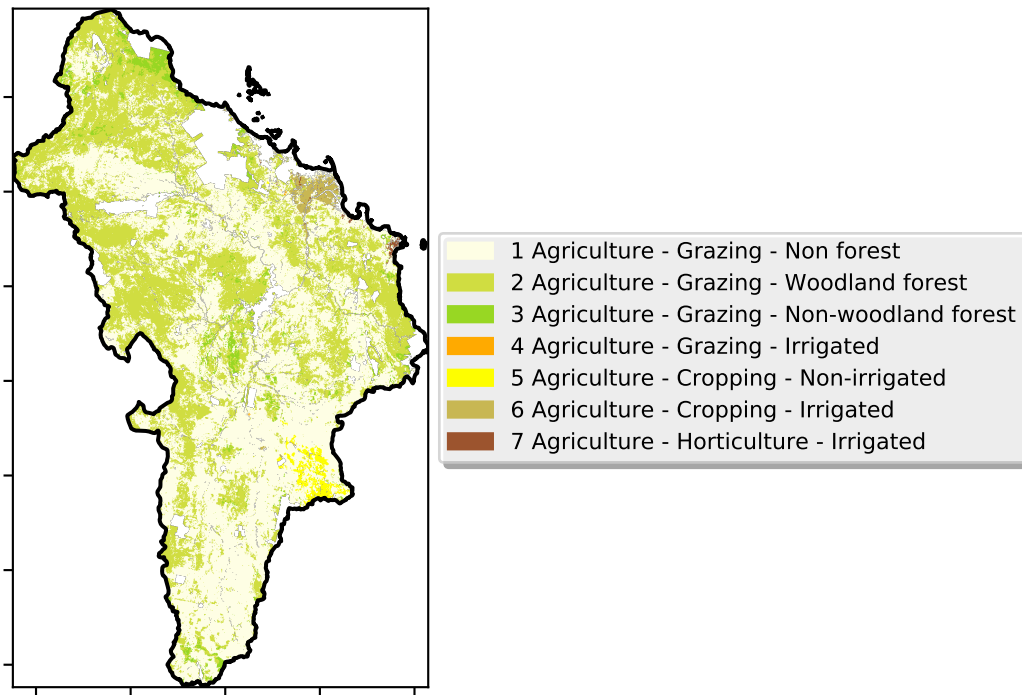 1 Agriculture - Grazing - Non forest
2 Agriculture - Grazing - Woodland forest
3 Agriculture - Grazing - Non-woodland forest
4 Agriculture - Grazing - Irrigated
5 Agriculture - Cropping - Non-irrigated
6 Agriculture - Cropping - Irrigated
7 Agriculture - Horticulture - Irrigated